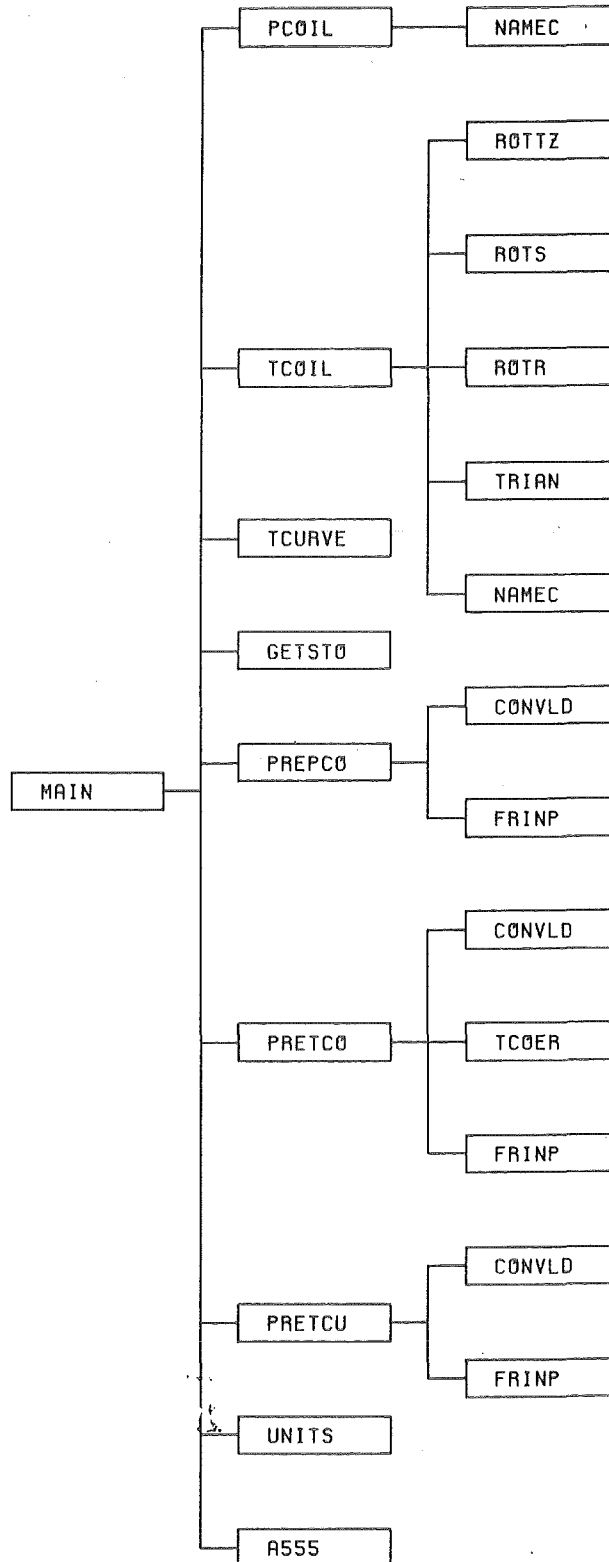 PCOIL
NAMEC
ROTTZ
ROTS
TCOIL
ROTR
TRIAN
TCURVE
NAMEC
GETSTO
CONVLD
PREPCO
MAIN
FRINP
CONVLD
PRETCO
TCOER
FRINP
CONVLD
PRETCU
FRINP
UNITS
A555